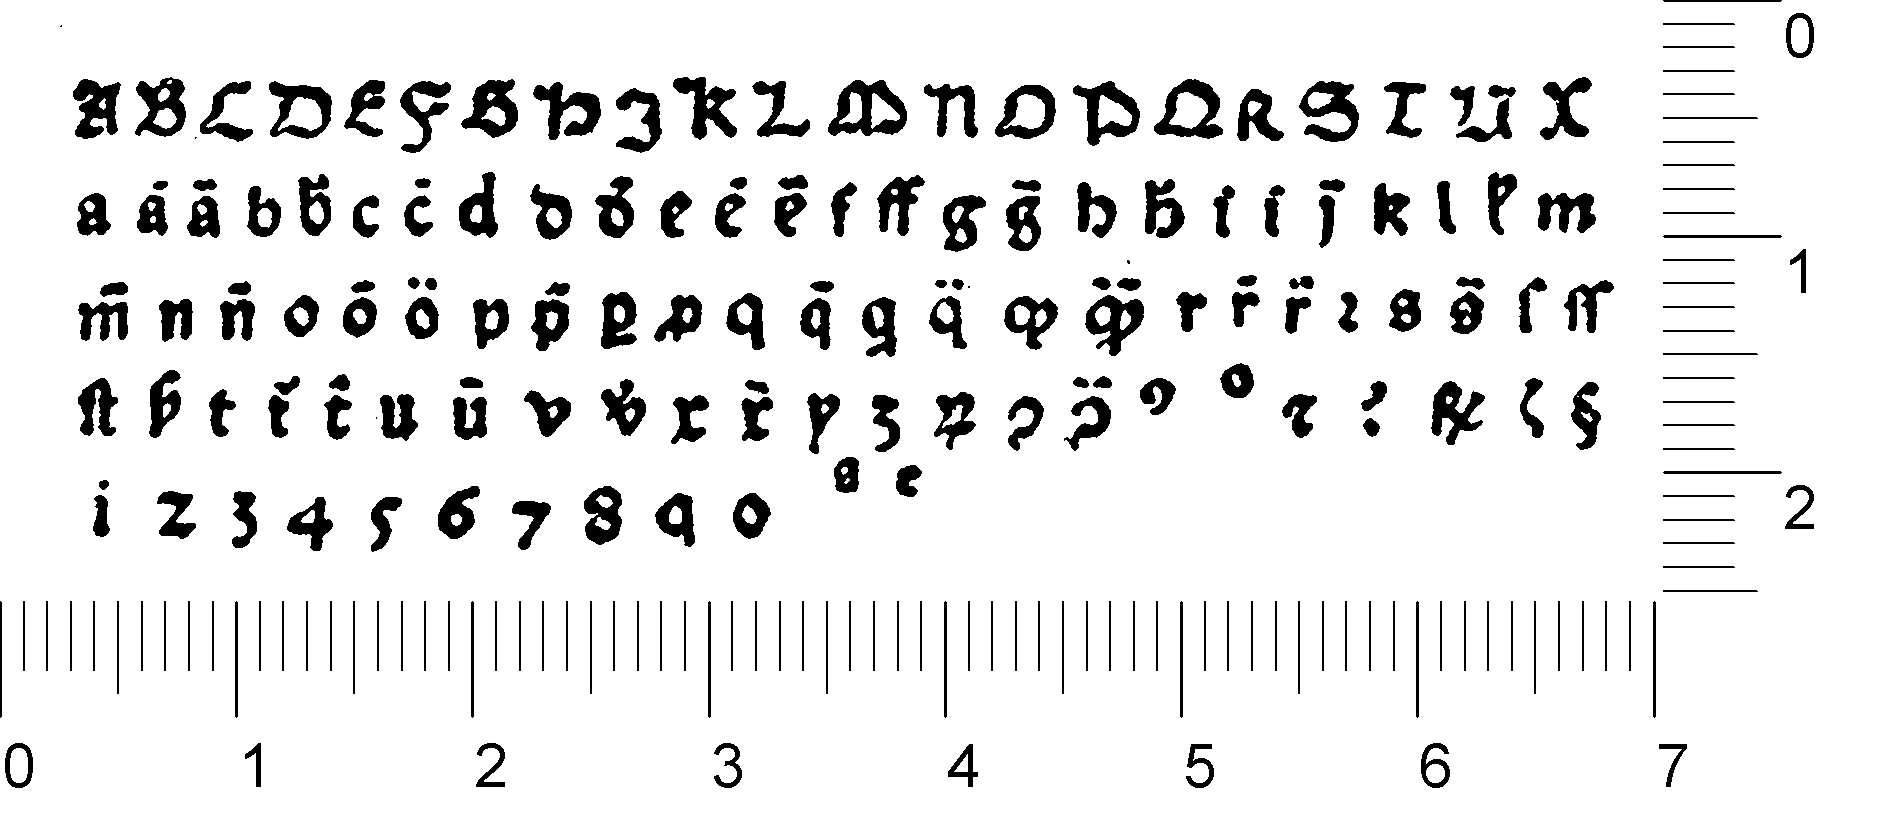 A B C D E F G H I K L M N O P Q R S T U X
a á ā b b̄ c c̄ d d đ e é ē f ff g ḡ h ħ i í j̄ k l ł m
m̄ n n̄ o ō ö p p̄ ꝑ ꝓ q q̄ q̈ r r̄ r̈ ꝛ s s̄ ſ ſſ
ſt t t̄ u ū v x x̄ y ʒ ꝝ ꝯ ꝰ o ? ℟ §
i 2 3 4 5 6 7 8 9 0 a e
0
1
2
0 1 2 3 4 5 6 7